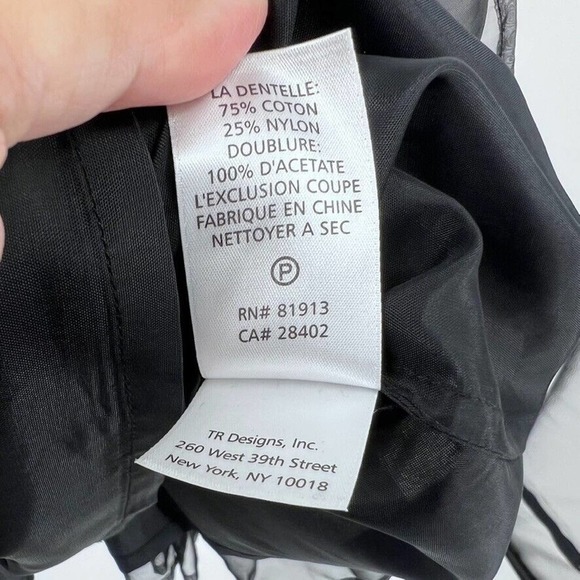 LA DENTELLE:
75% COTON
25% NYLON
DOUBLURE:
100% D'ACETATE
L'EXCLUSION COUPE
FABRIQUE EN CHINE
NETTOYER A SEC
P
RN# 81913
CA# 28402
TR Designs, Inc.
260 West 39th Street
New York, NY 10018